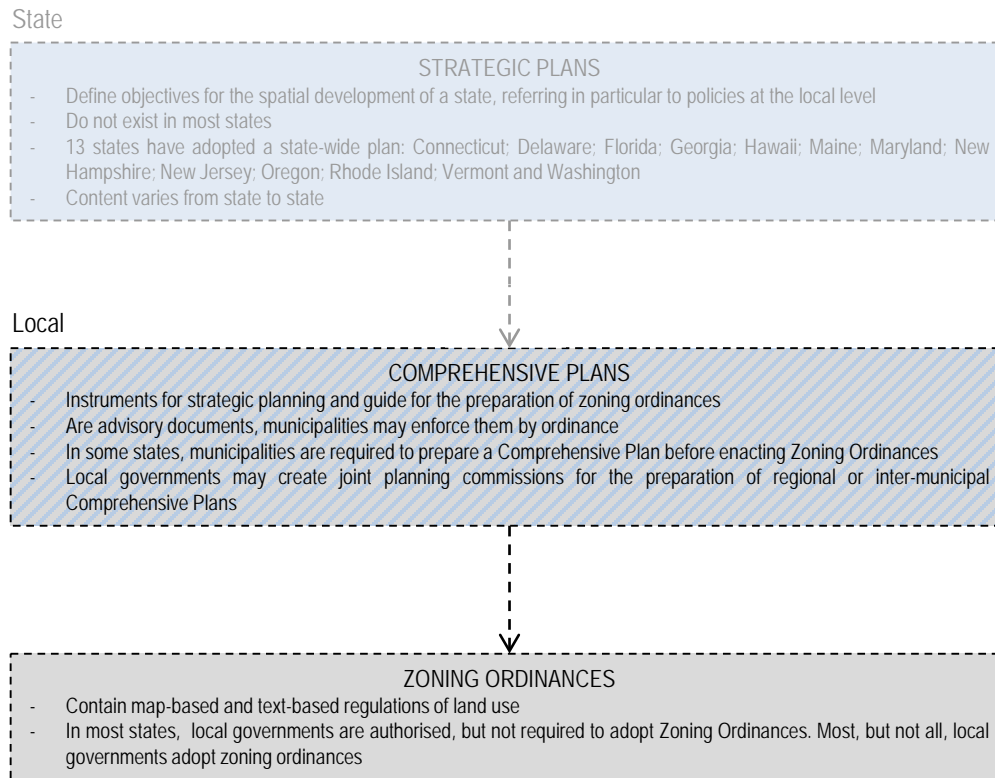 State
STRATEGIC PLANS
- Define objectives for the spatial development of a state, referring in particular to policies at the local level
- Do not exist in most states
- 13 states have adopted a state-wide plan: Connecticut; Delaware; Florida; Georgia; Hawaii; Maine; Maryland; New
Hampshire; New Jersey; Oregon; Rhode Island; Vermont and Washington
- Content varies from state to state
Local
COMPREHENSIVE PLANS
- Instruments for strategic planning and guide for the preparation of zoning ordinances
- Are advisory documents, municipalities may enforce them by ordinance
- In some states, municipalities are required to prepare a Comprehensive Plan before enacting Zoning Ordinances
- Local governments may create joint planning commissions for the preparation of regional or inter-municipal
Comprehensive Plans
ZONING ORDINANCES
- Contain map-based and text-based regulations of land use
- In most states, local governments are authorised, but not required to adopt Zoning Ordinances. Most, but not all, local
governments adopt zoning ordinances